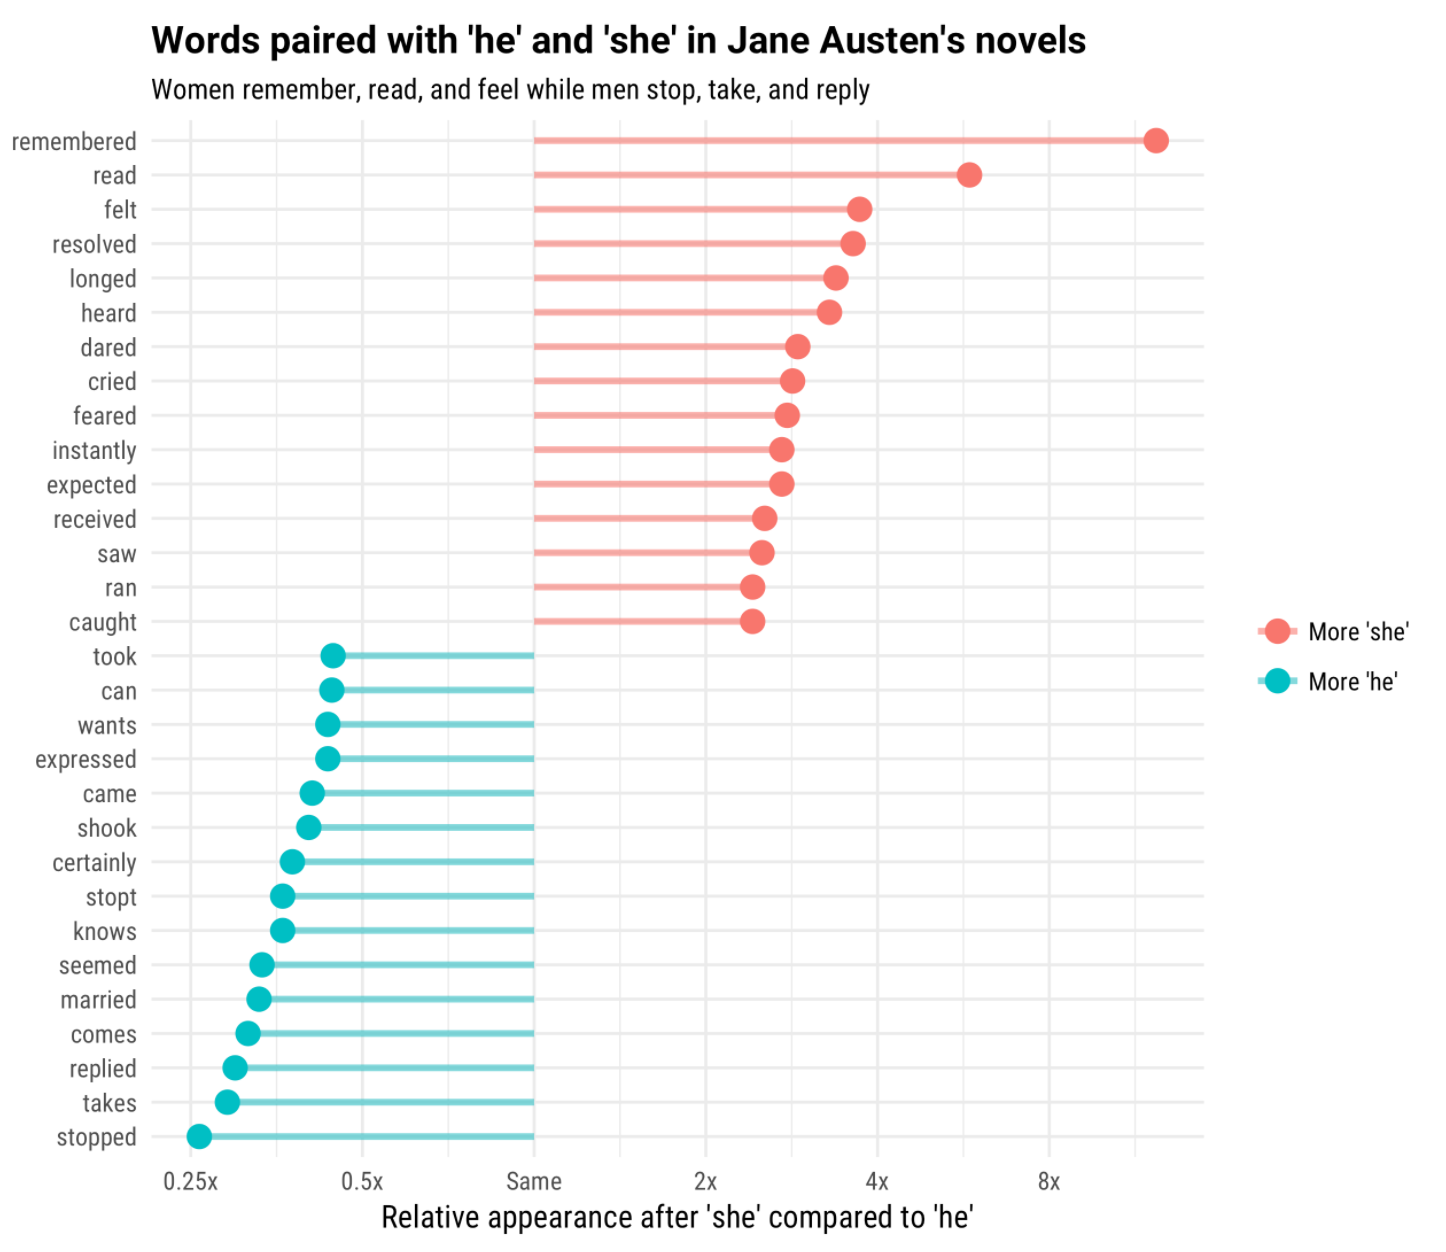 Words paired with 'he' and 'she' in Jane Austen's novels
Women remember, read, and feel while men stop, take, and reply
remembered
read
felt
resolved
longed
heard
dared
cried
feared
instantly
expected
received
saw
ran
caught
took
can
wants
expressed
came
shook
certainly
stopt
knows
seemed
married
comes
replied
takes
stopped
More 'she'
More 'he'
0.25x 0.5x Same 2x 4x 8x
Relative appearance after 'she' compared to 'he'